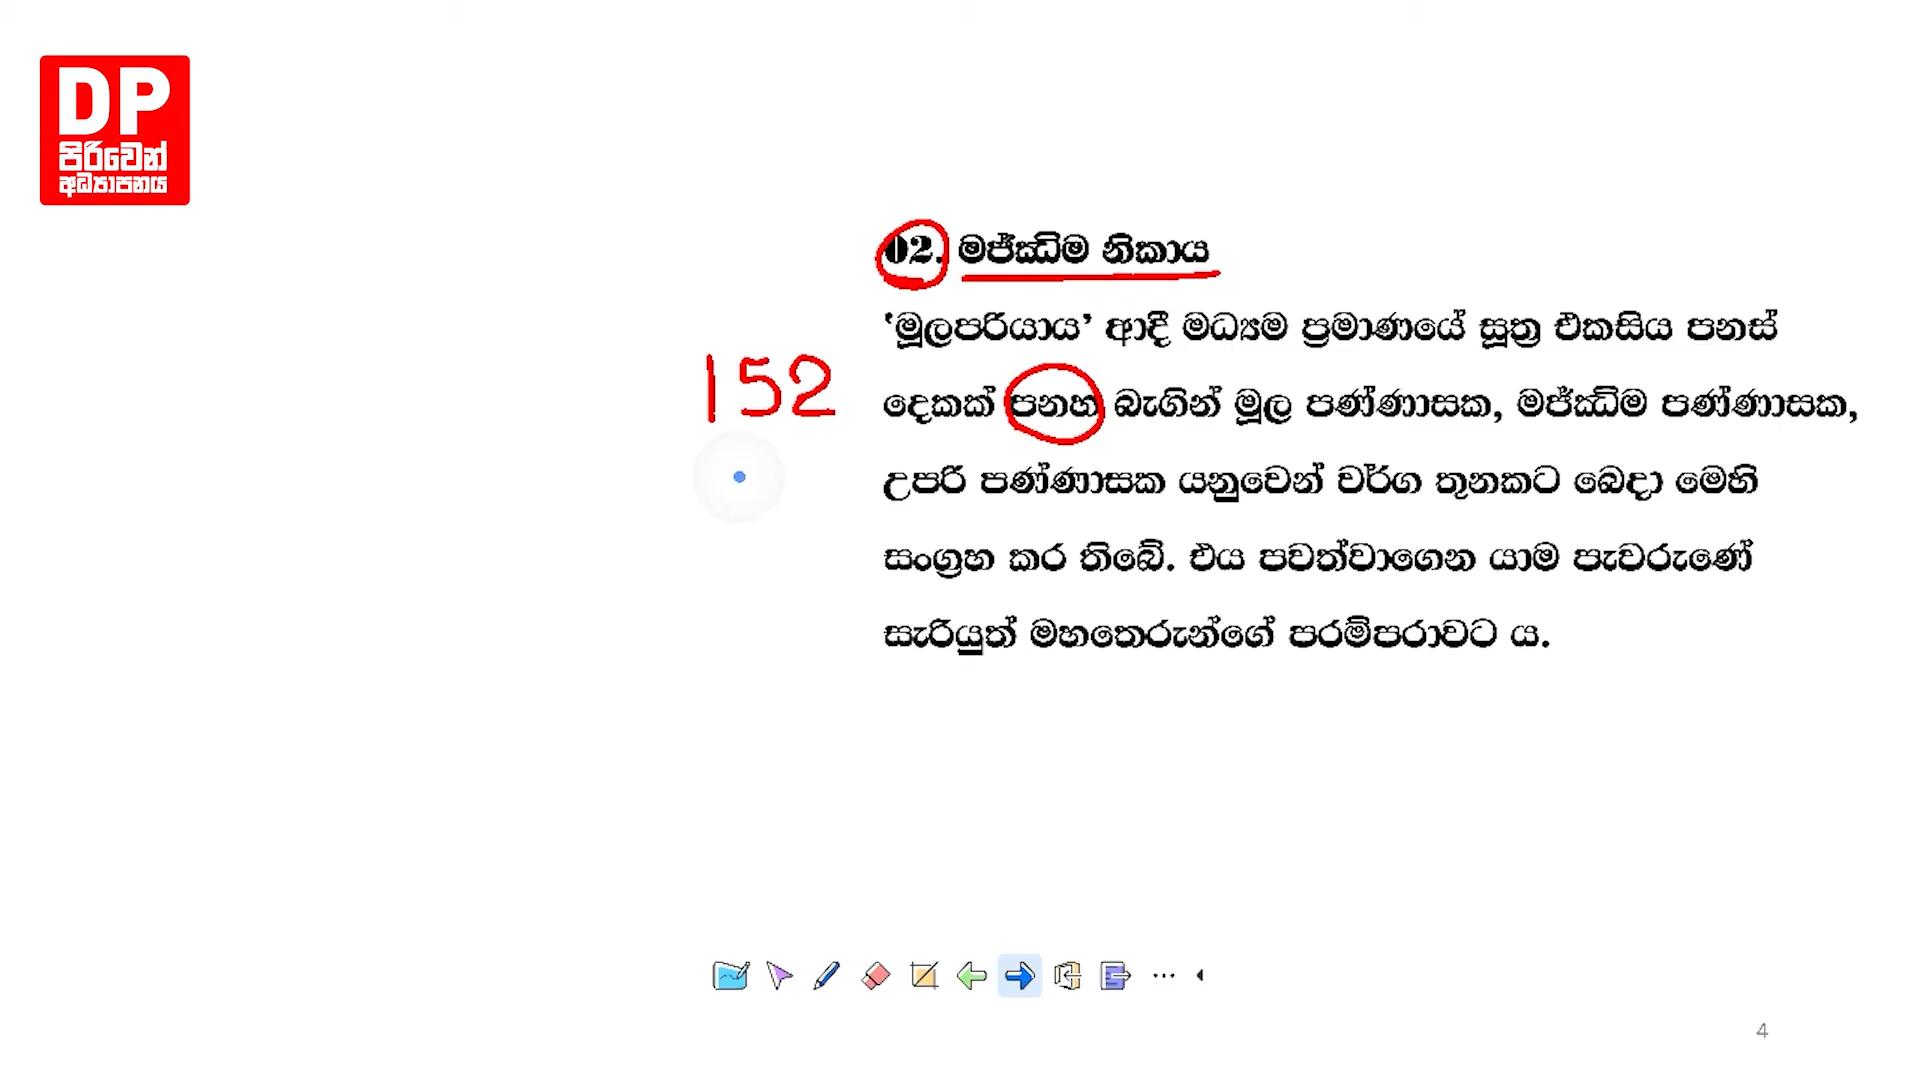 DP
පිරිවෙන්
අධ්‍යාපනය
02. මජ්ඣිම නිකාය
‘මූලපරියාය’ ආදී මධ්‍යම ප්‍රමාණයේ සූත්‍ර එකසිය පනස්
152
දෙකක් පනහ බැගින් මූල පණ්ණාසක, මජ්ඣිම පණ්ණාසක,
උපරි පණ්ණාසක යනුවෙන් වර්ග තුනකට බෙදා මෙහි
සංග්‍රහ කර තිබේ. එය පවත්වාගෙන යාම පැවරුණේ
සැරියුත් මහතෙරුන්ගේ පරම්පරාවට ය.
4